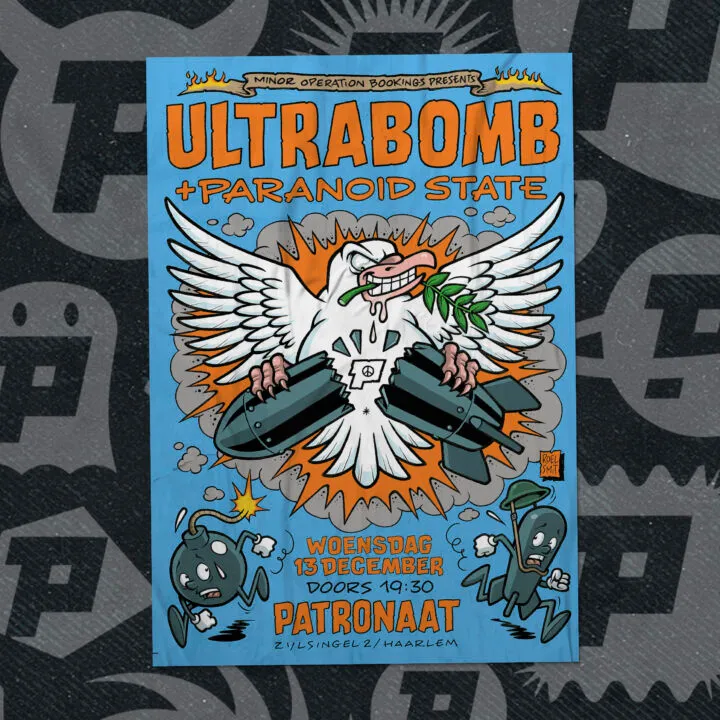 MINOR OPERATION BOOKINGS PRESENTS
ULTRABOMB
+PARANOID STATE
P
ROEL
SMIT
WOENSDAG
13 DECEMBER
DOORS 19:30
PATRONAAT
ZIJLSINGEL 2/HAARLEM